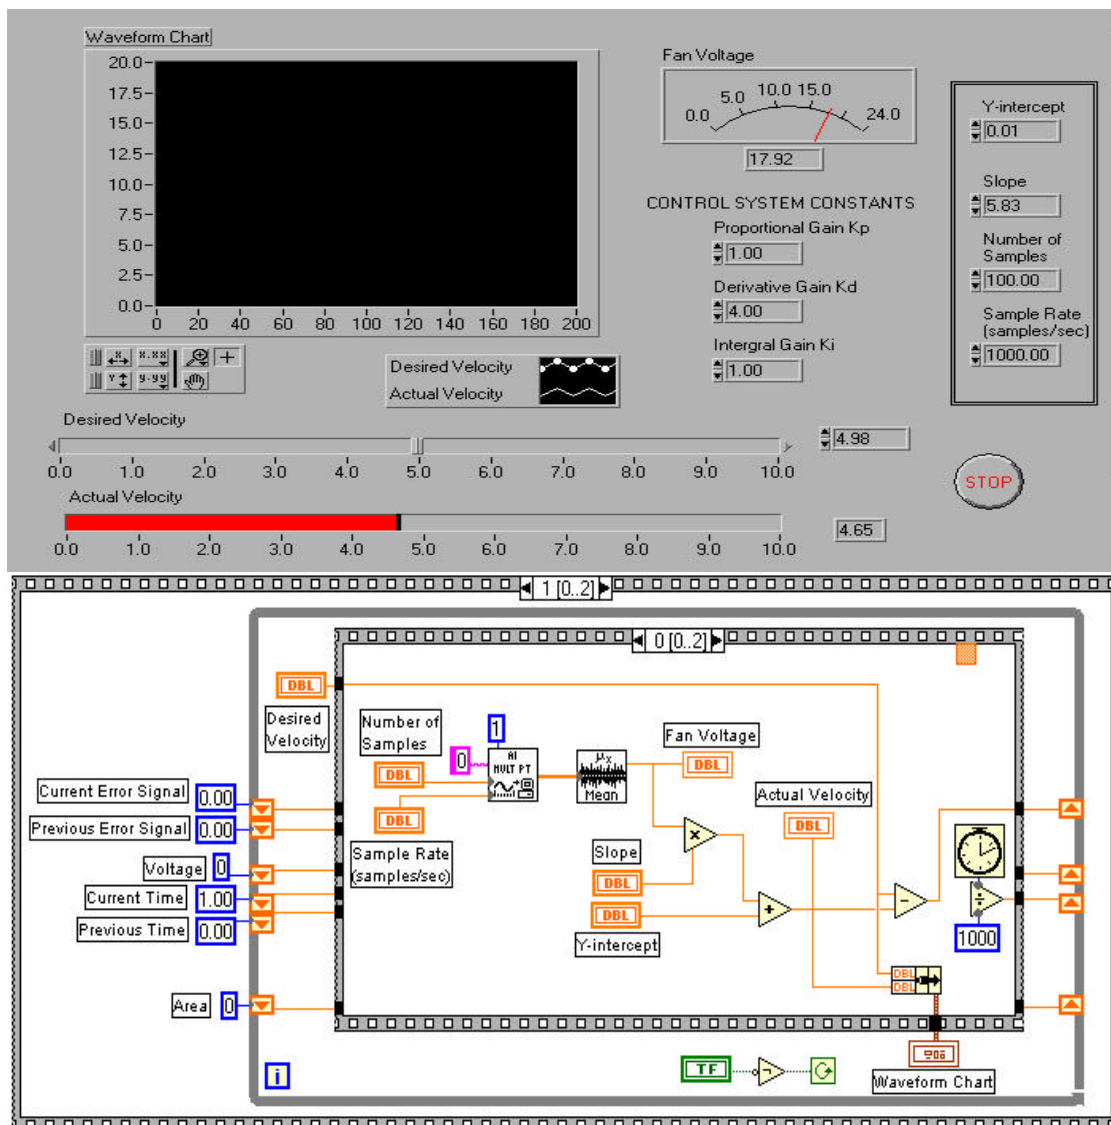 Waveform Chart
20.0
17.5
15.0
12.5
10.0
7.5
5.0
2.5
0.0
0 20 40 60 80 100 120 140 160 180 200
Fan Voltage
0.0 5.0 10.0 15.0 24.0
17.92
CONTROL SYSTEM CONSTANTS
Proportional Gain Kp
1.00
Derivative Gain Kd
4.00
Intergral Gain Ki
1.00
Y-intercept
0.01
Slope
5.83
Number of
Samples
100.00
Sample Rate
(samples/sec)
1000.00
Desired Velocity
Actual Velocity
Desired Velocity
4.98
0.0 1.0 2.0 3.0 4.0 5.0 6.0 7.0 8.0 9.0 10.0
STOP
Actual Velocity
4.65
0.0 1.0 2.0 3.0 4.0 5.0 6.0 7.0 8.0 9.0 10.0
1 [0..2]
0 [0..2]
DBL
Desired
Velocity
Number of
Samples
DBL
0
1
AI
MULT PT
μx
Mean
Fan Voltage
DBL
Actual Velocity
DBL
Current Error Signal 0.00
Previous Error Signal 0.00
Voltage 0
Current Time 1.00
Previous Time 0.00
Area 0
DBL
Sample Rate
(samples/sec)
×
Slope
DBL
DBL
Y-intercept
+
-
÷
1000
DBL
DBL
i
TF
Waveform Chart